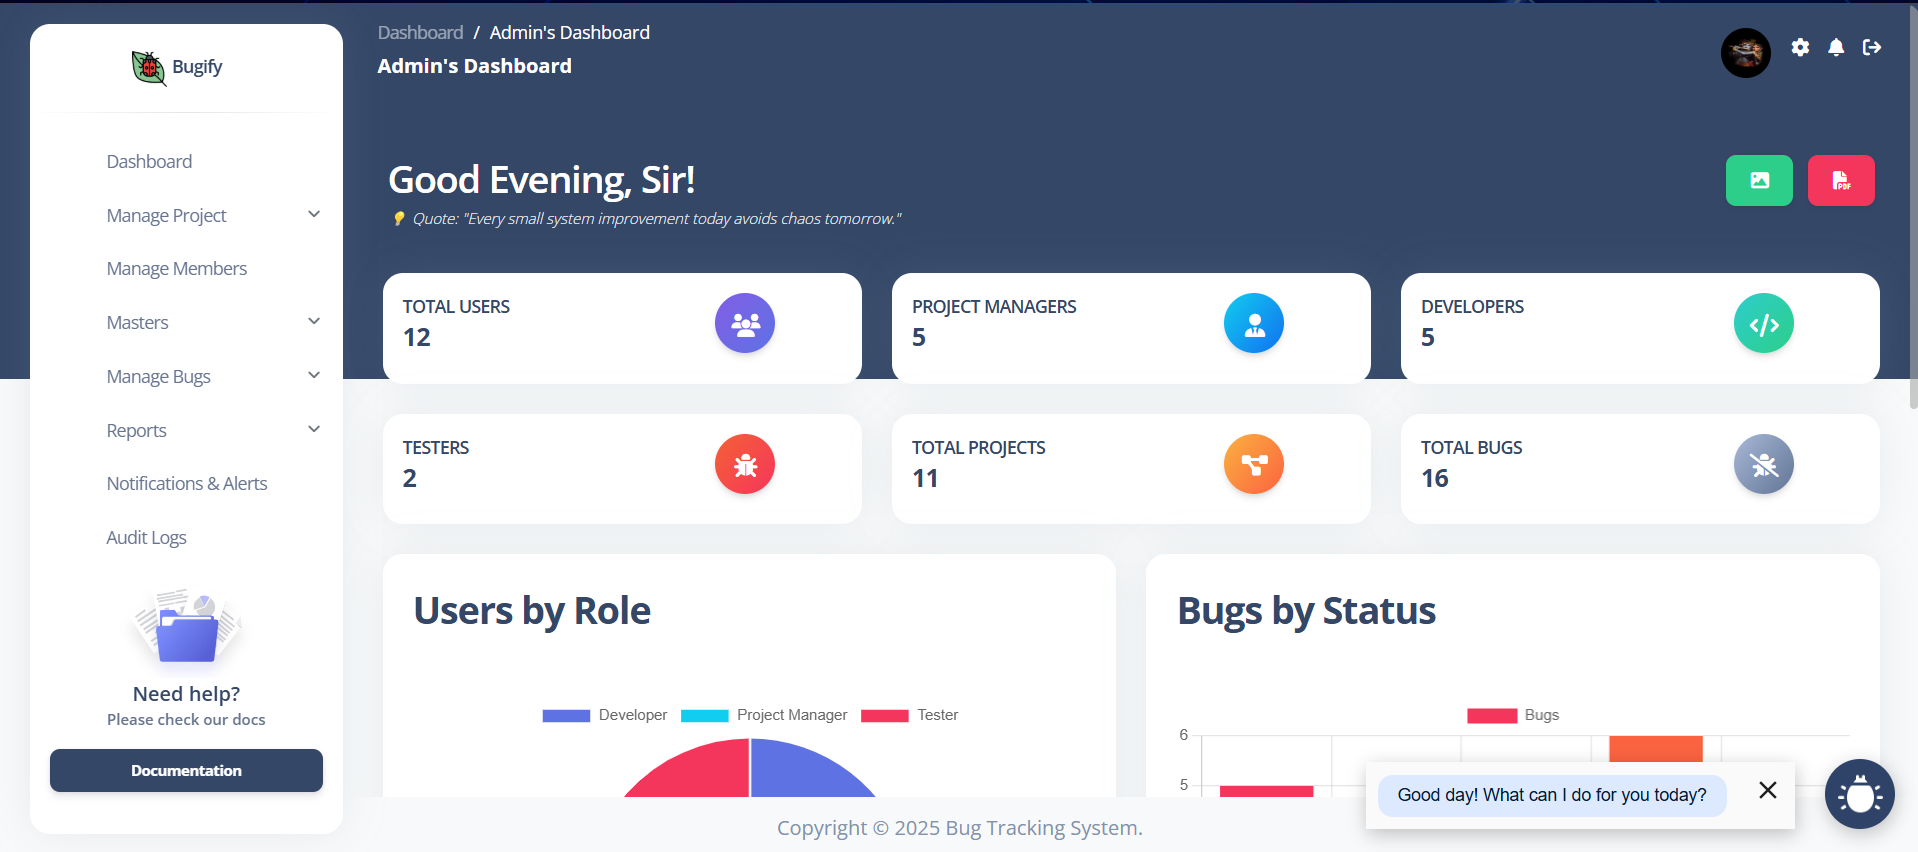 Bugify
Dashboard
Manage Project
Manage Members
Masters
Manage Bugs
Reports
Notifications & Alerts
Audit Logs
Need help?
Please check our docs
Documentation
Dashboard / Admin's Dashboard
Admin's Dashboard
Good Evening, Sir!
💡 Quote: "Every small system improvement today avoids chaos tomorrow."
PDF
TOTAL USERS
12
PROJECT MANAGERS
5
DEVELOPERS
5
TESTERS
2
TOTAL PROJECTS
11
TOTAL BUGS
16
Users by Role
Developer Project Manager Tester
Bugs by Status
Bugs
6
5
Good day! What can I do for you today?
Copyright © 2025 Bug Tracking System.